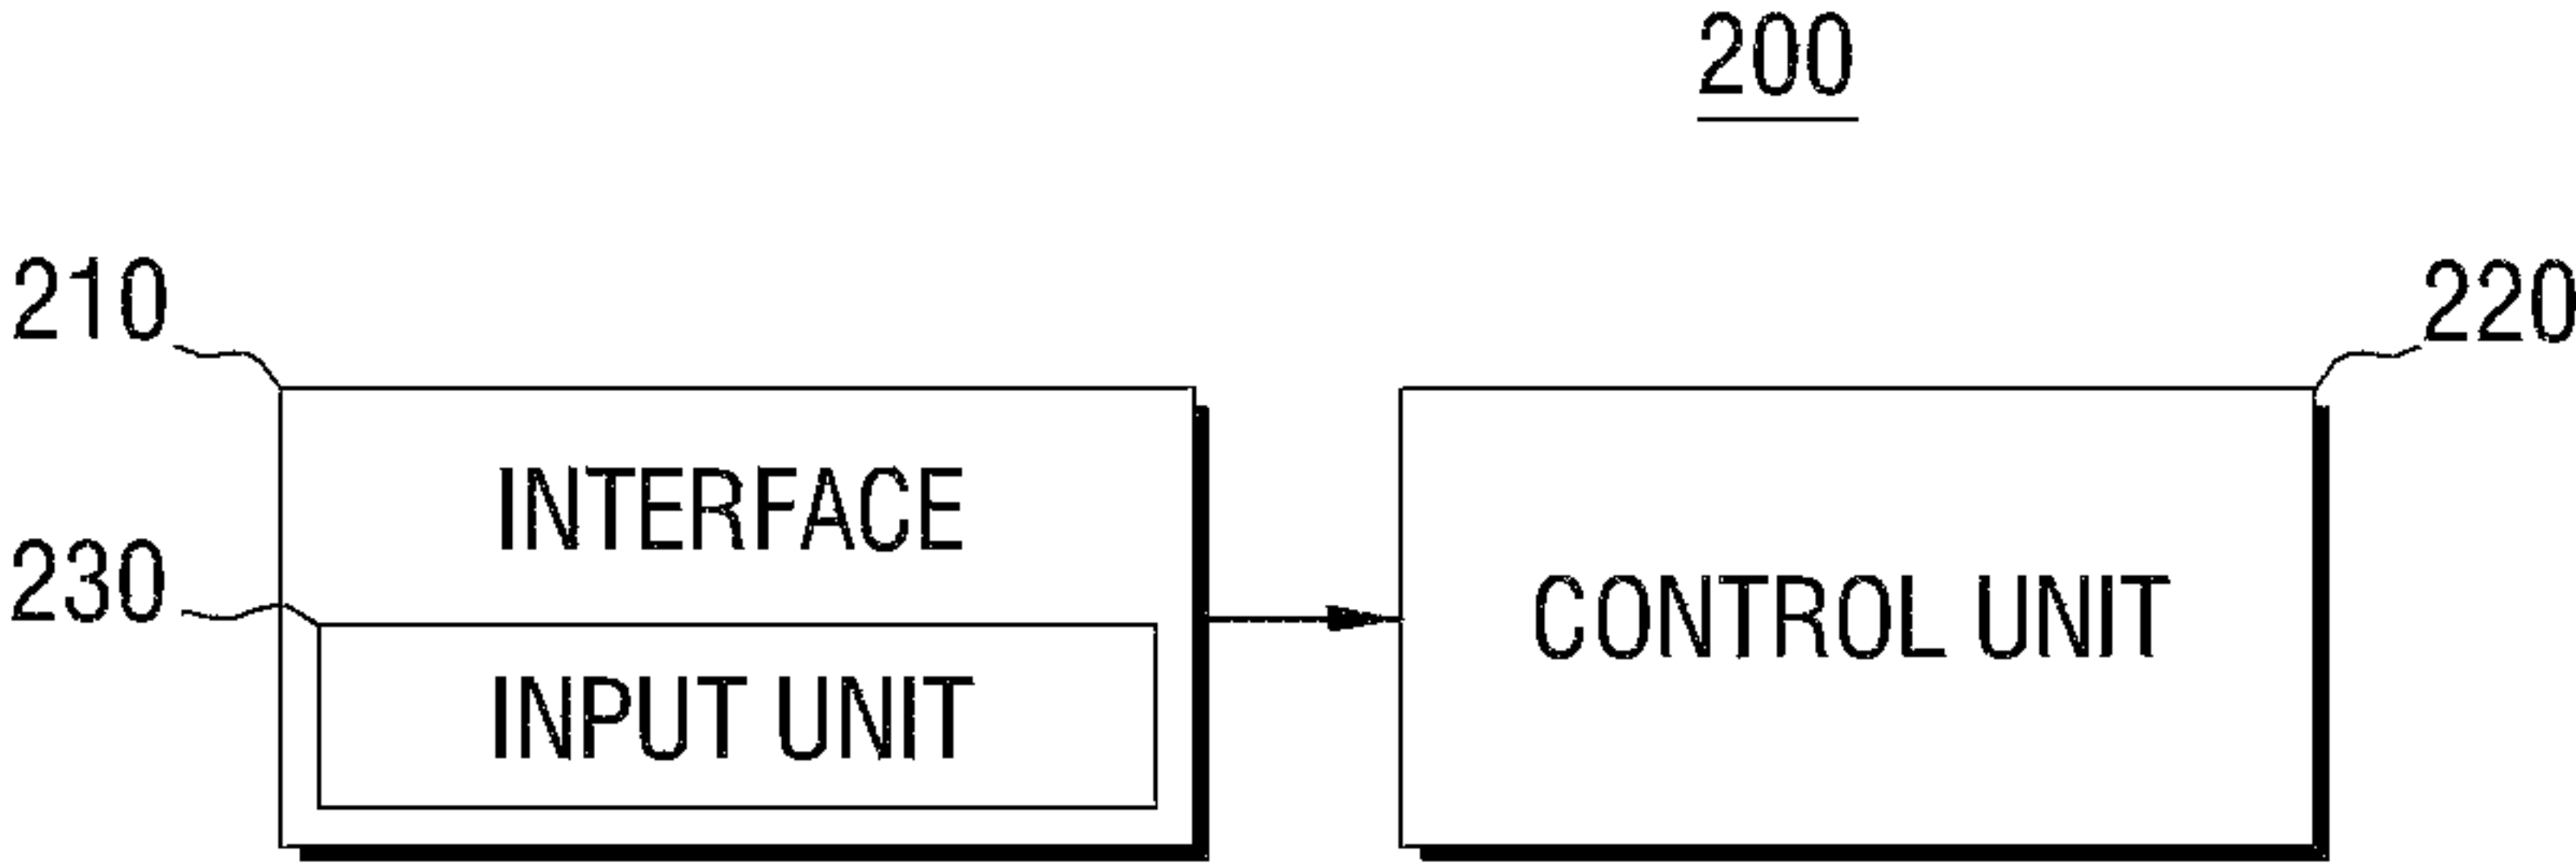 200
210
220
INTERFACE
230
CONTROL UNIT
INPUT UNIT